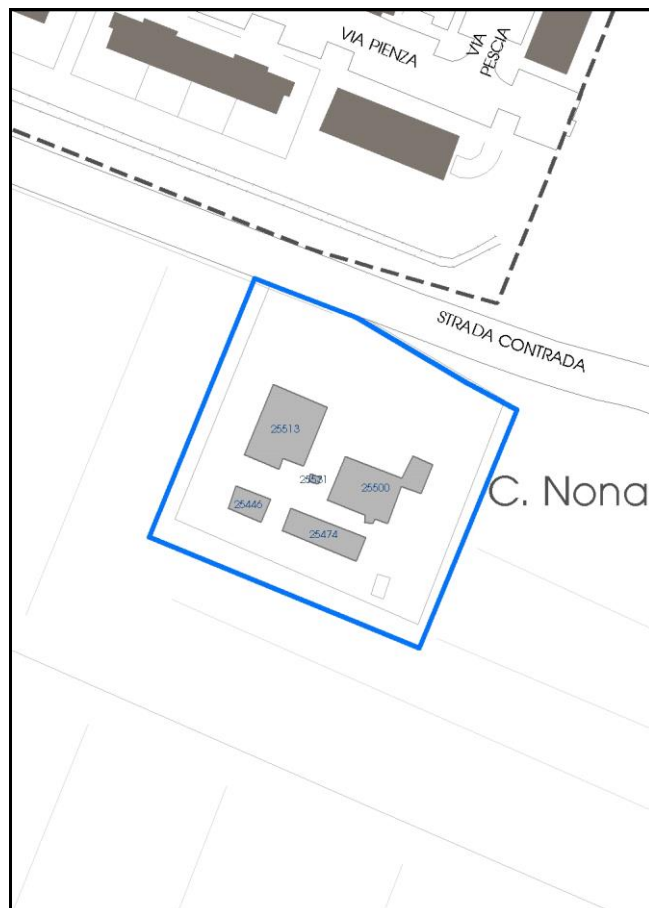 VIA PIENZA
VIA
PESCIA
STRADA CONTRADA
25513
25500
C. Nona
25446
25474